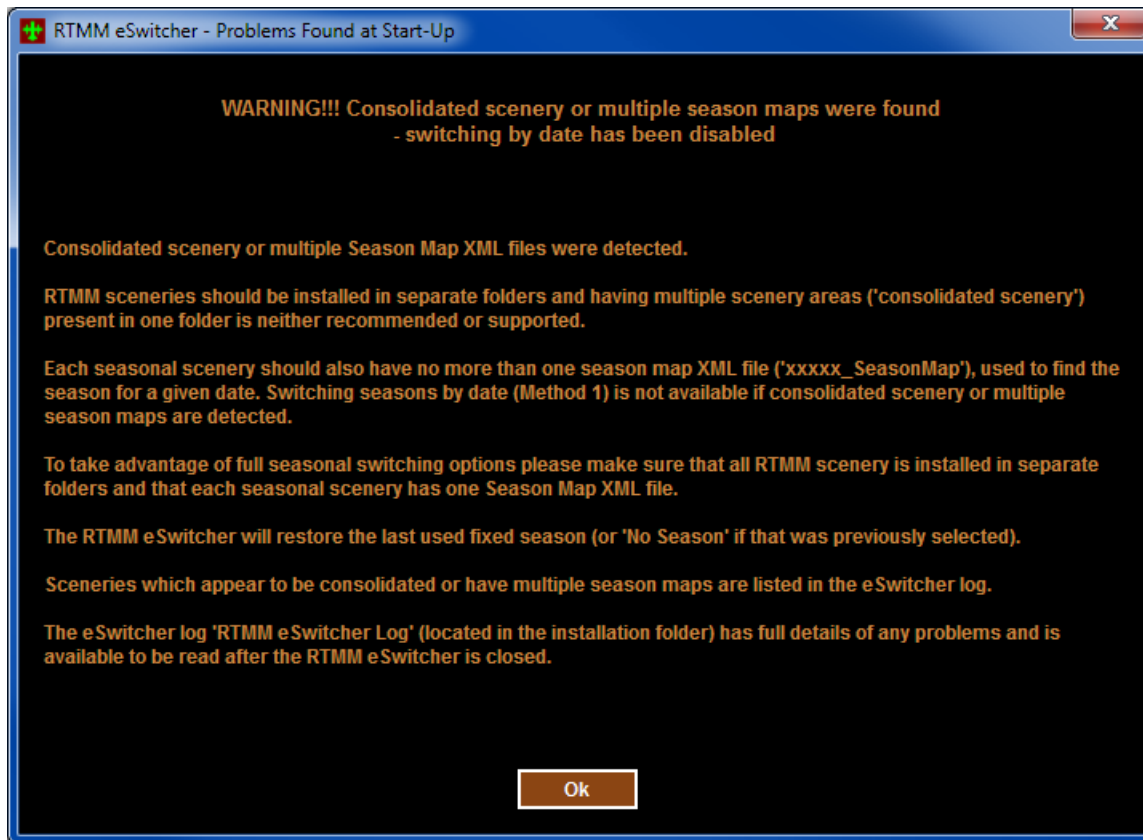 RTMM eSwitcher - Problems Found at Start-Up
X
WARNING!!! Consolidated scenery or multiple season maps were found
- switching by date has been disabled
Consolidated scenery or multiple Season Map XML files were detected.
RTMM sceneries should be installed in separate folders and having multiple scenery areas ('consolidated scenery')
present in one folder is neither recommended or supported.
Each seasonal scenery should also have no more than one season map XML file ('xxxxx_SeasonMap'), used to find the
season for a given date. Switching seasons by date (Method 1) is not available if consolidated scenery or multiple
season maps are detected.
To take advantage of full seasonal switching options please make sure that all RTMM scenery is installed in separate
folders and that each seasonal scenery has one Season Map XML file.
The RTMM eSwitcher will restore the last used fixed season (or 'No Season' if that was previously selected).
Sceneries which appear to be consolidated or have multiple season maps are listed in the eSwitcher log.
The eSwitcher log 'RTMM eSwitcher Log' (located in the installation folder) has full details of any problems and is
available to be read after the RTMM eSwitcher is closed.
Ok